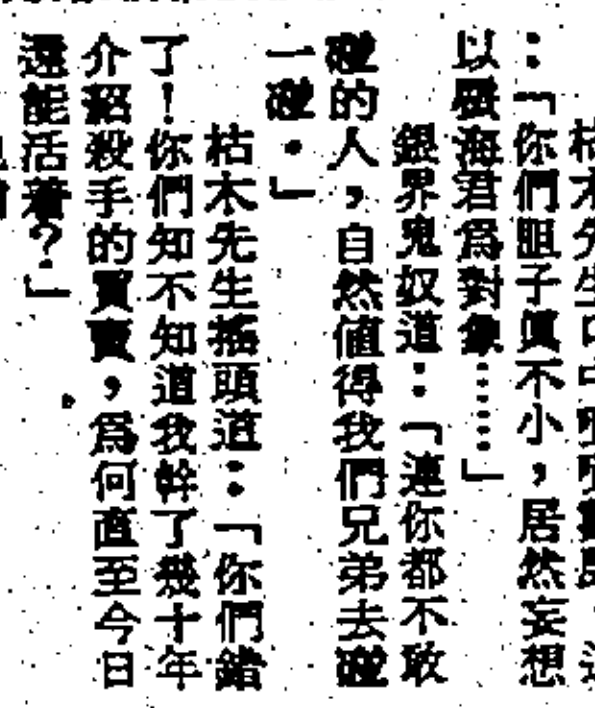 枯木先生口中
：「你們胆子眞不小，居然妄想
以厲海君爲對象……」
銀界鬼奴道：「連你都不敢
碰的人，自然値得我們兄弟去碰
一碰。」
枯木先生搖頭道：「你們錯
了！你們知不知道我幹了幾十年
介紹殺手的買賣，爲何直至今日
還能活着？」